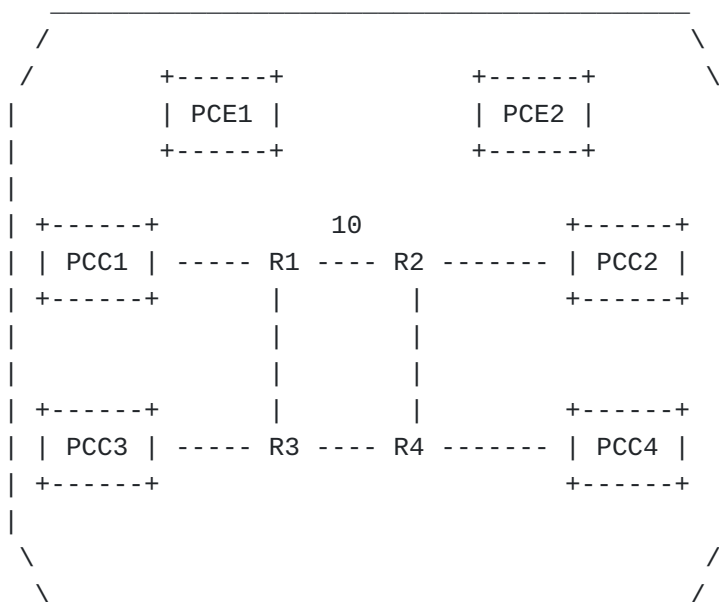 PCE1 PCE2
10
PCC1 ----- R1 ---- R2 ------- PCC2
PCC3 ----- R3 ---- R4 ------- PCC4